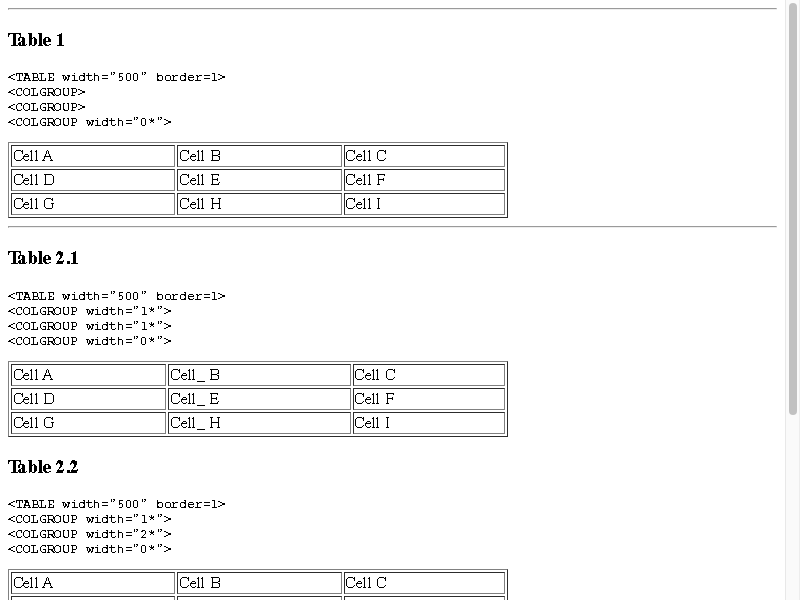 Table 1
<TABLE width="500" border=1>
<COLGROUP>
<COLGROUP>
<COLGROUP width="0*">
Cell A Cell B Cell C
Cell D Cell E Cell F
Cell G Cell H Cell I
Table 2.1
<TABLE width="500" border=1>
<COLGROUP width="1*">
<COLGROUP width="1*">
<COLGROUP width="0*">
Cell A Cell_ B Cell C
Cell D Cell_ E Cell F
Cell G Cell_ H Cell I
Table 2.2
<TABLE width="500" border=1>
<COLGROUP width="1*">
<COLGROUP width="2*">
<COLGROUP width="0*">
Cell A Cell B Cell C